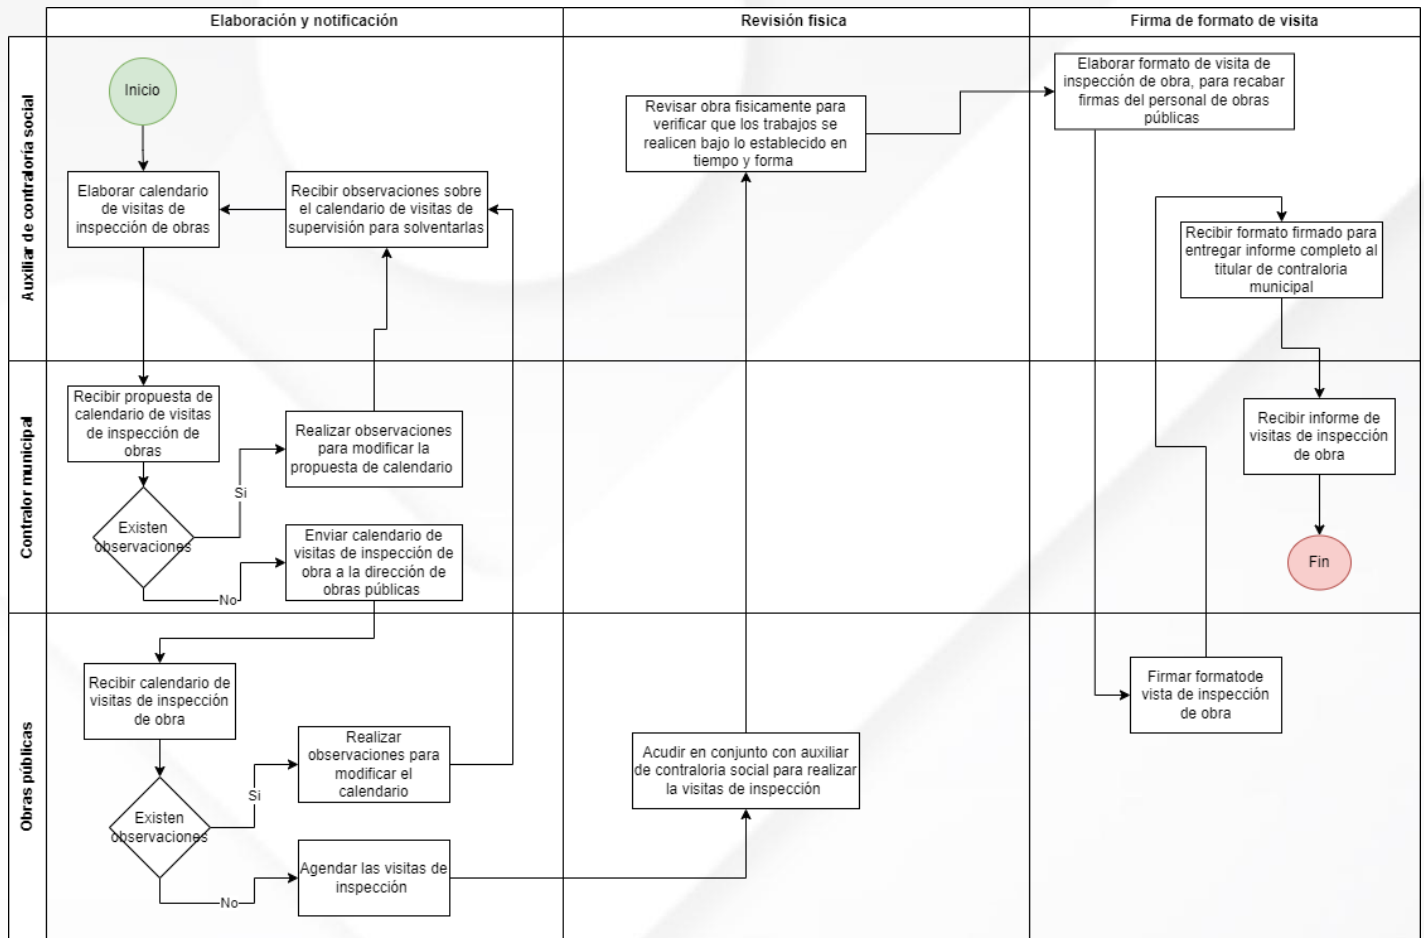 Elaboración y notificación
Revisión fisica
Firma de formato de visita
Auxiliar de contraloría social
Inicio
Elaborar calendario
de visitas de
inspección de obras
Recibir observaciones sobre
el calendario de visitas de
supervisión para solventarlas
Revisar obra fisicamente para
verificar que los trabajos se
realicen bajo lo establecido en
tiempo y forma
Elaborar formato de visita de
inspección de obra, para recabar
firmas del personal de obras
públicas
Recibir formato firmado para
entregar informe completo al
titular de contraloria
municipal
Contralor municipal
Recibir propuesta de
calendario de visitas
de inspección de
obras
Existen
observaciones
Si
Realizar observaciones
para modificar la
propuesta de calendario
No
Enviar calendario de
visitas de inspección de
obra a la dirección de
obras públicas
Recibir informe de
visitas de inspección
de obra
Fin
Obras públicas
Recibir calendario de
visitas de inspección
de obra
Existen
observaciones
Si
Realizar
observaciones para
modificar el
calendario
No
Agendar las visitas de
inspección
Acudir en conjunto con auxiliar
de contraloria social para realizar
la visitas de inspección
Firmar formatode
vista de inspección
de obra